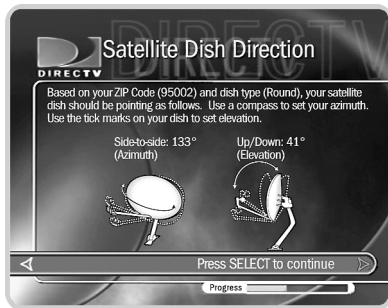 DIRECTV
DIRECTV
Satellite Dish Direction
Based on your ZIP Code (95002) and dish type (Round), your satellite
dish should be pointing as follows. Use a compass to set your azimuth.
Use the tick marks on your dish to set elevation.
Side-to-side: 133°
(Azimuth)
Up/Down: 41°
(Elevation)
Press SELECT to continue
Progress